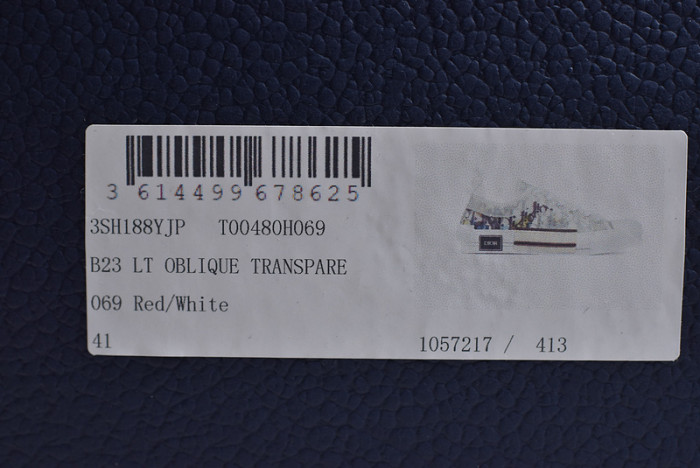 3 614499 678625
3SH188YJP T00480H069
B23 LT OBLIQUE TRANSPARE
069 Red/White
41 1057217 / 413